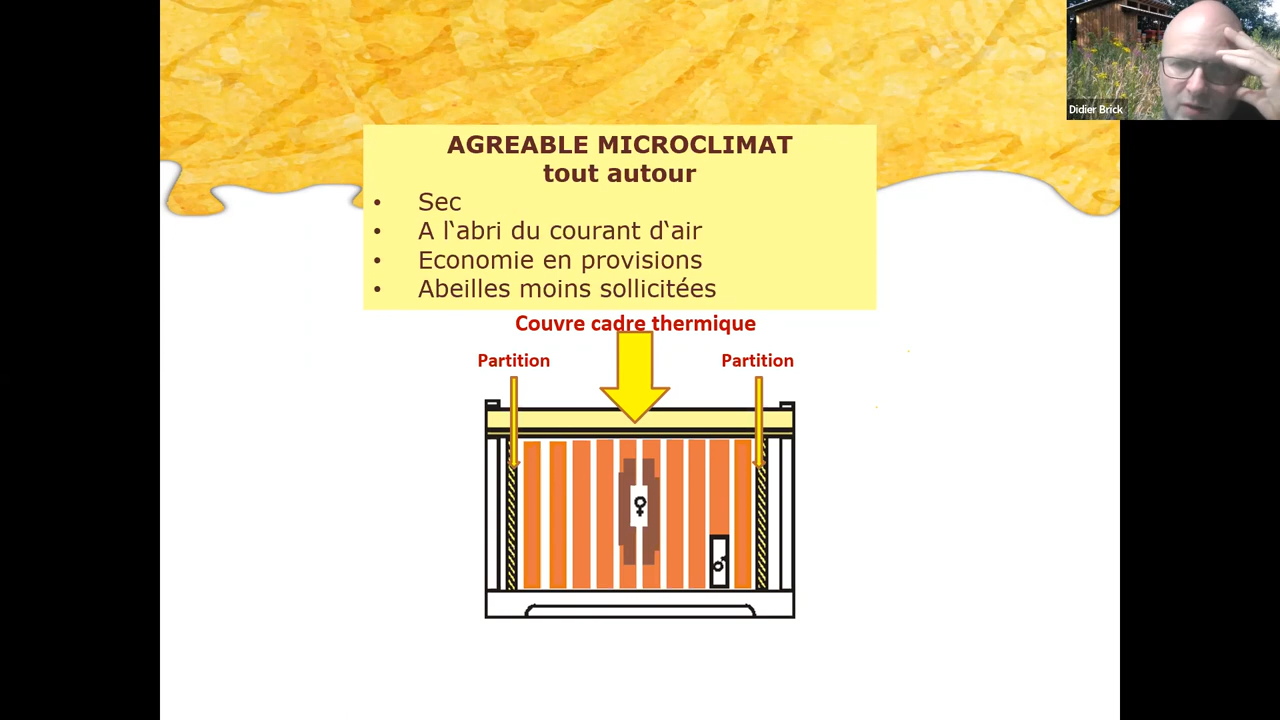 Didier Brick
AGREABLE MICROCLIMAT
tout autour
• Sec
• A l‘abri du courant d‘air
• Economie en provisions
• Abeilles moins sollicitées
Couvre cadre thermique
Partition Partition
♀
♂